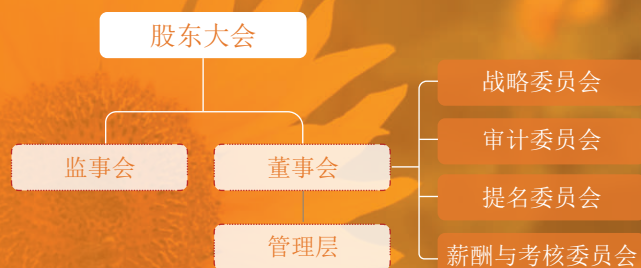 股东大会
监事会
董事会
管理层
战略委员会
审计委员会
提名委员会
薪酬与考核委员会